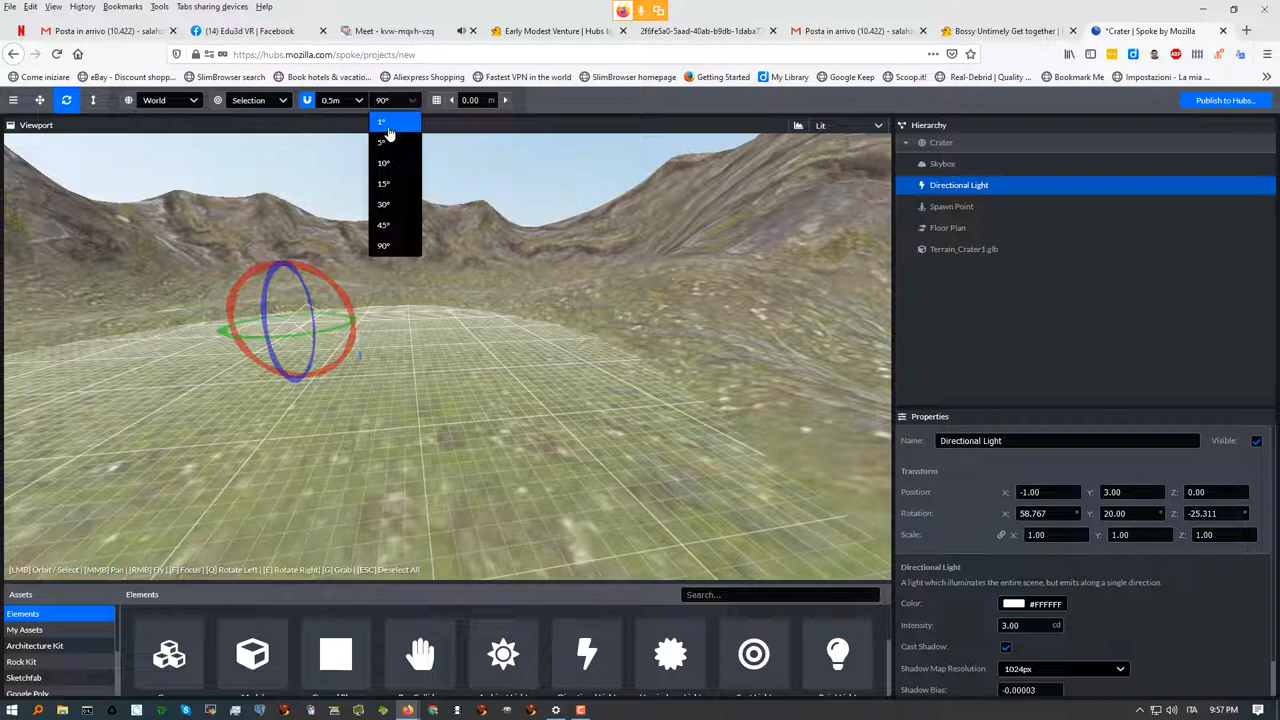 File Edit View History Bookmarks Tools Tabs sharing devices Help
Posta in arrivo (10.422) - salaha
(4) Edu3d VR | Facebook
Meet - kvw-mqxh-vzq
Early Modest Venture | Hubs by
2f6fe5a0-5aad-40ab-9db1-daba77
Posta in arrivo (10.422) - salaha
Bossy Untimely Get together |
*Crater | Spoke by Mozilla
https://hubs.mozilla.com/spoke/projects/new
Come iniziare
eBay - Discount shopp...
SlimBrowser search
Book hotels & vacatio...
Aliexpress Shopping
Fastest VPN in the world
SlimBrowser homepage
Getting Started
My Library
Google Keep
Scoop.it!
Real-Debrid | Gestion...
Impostazioni - La ma...
World
Selection
0.5m
90°
0.00 m
Publish to Hubs...
1°
5°
10°
15°
30°
45°
90°
Viewport
Lit
[LMB] Orbit / Select | [MMB] Pan | [RMB] Fly | [F] Focus | [Q] Rotate Left | [E] Rotate Right | [G] Grab | [ESC] Deselect All
Hierarchy
Crater
Skybox
Directional Light
Spawn Point
Floor Plan
Terrain_Crater1.glb
Properties
Name: Directional Light Visible:
Transform
Position: X: -1.00 Y: 3.00 Z: 0.00
Rotation: X: 58.767 ° Y: 20.00 ° Z: -25.311 °
Scale: X: 1.00 Y: 1.00 Z: 1.00
Directional Light
A light which illuminates the entire scene, but emits along a single direction.
Color: #FFFFFF
Intensity: 3.00 cd
Cast Shadow:
Shadow Map Resolution: 1024px
Shadow Bias: -0.00003
Assets
Elements
My Assets
Architecture Kit
Rock Kit
Sketchfab
Google Poly
Elements
Search...
ITA 9:57 PM